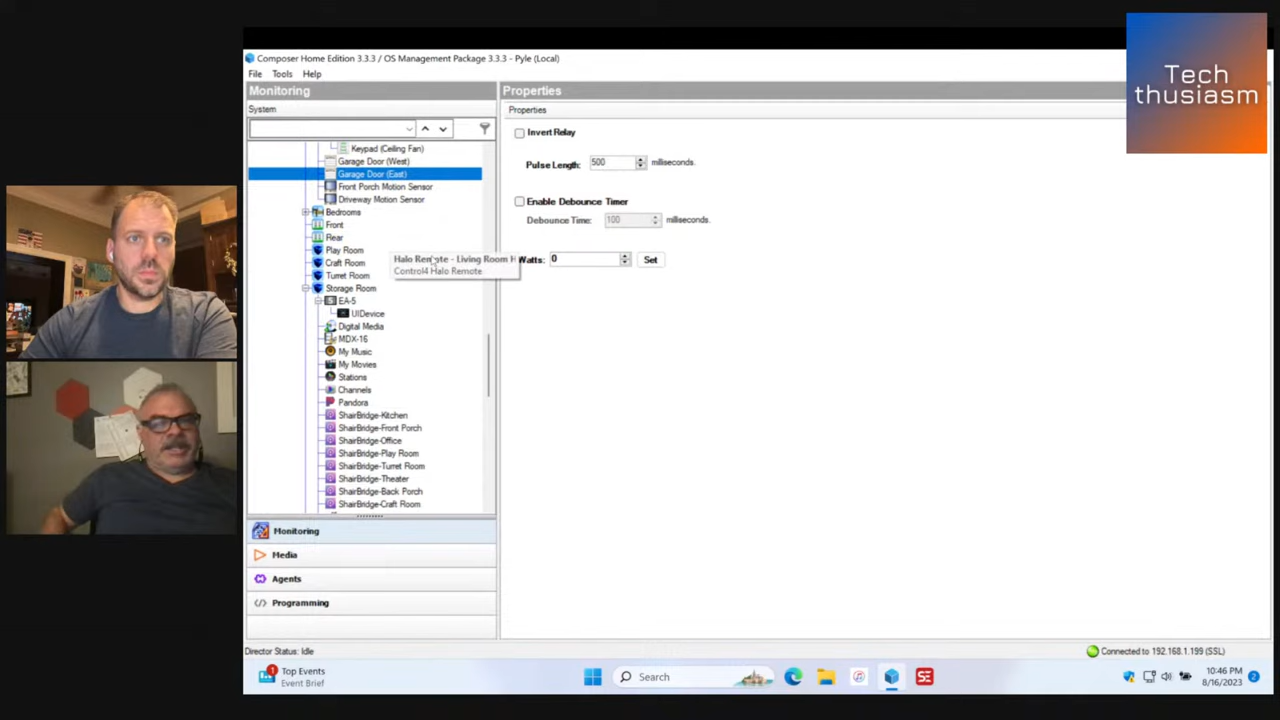 Tech
thusiasm
Composer Home Edition 3.3.3 / OS Management Package 3.3.3 - Pyle (Local)
File Tools Help
Monitoring
System
Keypad (Ceiling Fan)
Garage Door (West)
Garage Door (East)
Front Porch Motion Sensor
Driveway Motion Sensor
Bedrooms
Front
Rear
Play Room
Craft Room
Turret Room
Storage Room
EA-5
UIDevice
Digital Media
MDX-16
My Music
My Movies
Stations
Channels
Pandora
ShairBridge-Kitchen
ShairBridge-Front Porch
ShairBridge-Office
ShairBridge-Play Room
ShairBridge-Turret Room
ShairBridge-Theater
ShairBridge-Back Porch
ShairBridge-Craft Room
Halo Remote - Living Room H
Control4 Halo Remote
Monitoring
Media
Agents
Programming
Properties
Properties
Invert Relay
Pulse Length: 500 milliseconds.
Enable Debounce Timer
Debounce Time: 100 milliseconds.
Watts: 0 Set
Director Status: Idle
Connected to 192.168.1.199 (SSL)
1
Top Events
Event Brief
Search
SE
10:46 PM
8/16/2023
2